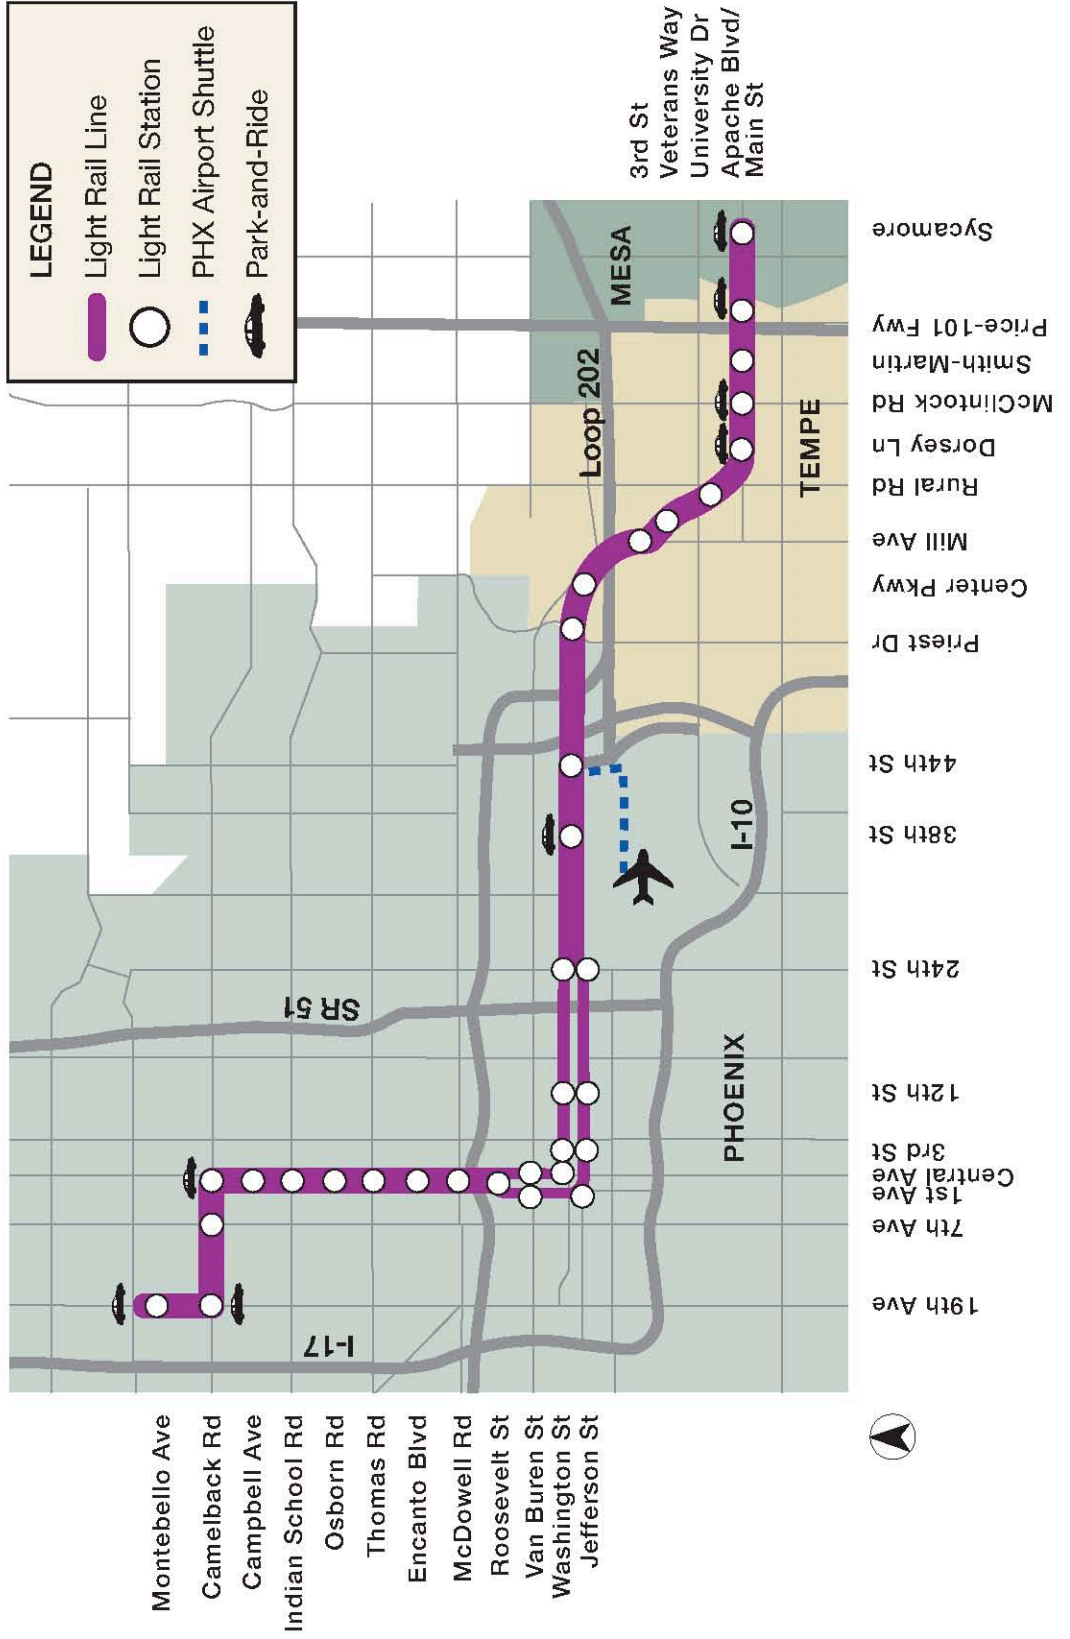 LEGEND
Light Rail Line
Light Rail Station
PHX Airport Shuttle
Park-and-Ride
3rd St
Veterans Way
University Dr
Apache Blvd/
Main St
Montebello Ave
Camelback Rd
Campbell Ave
Indian School Rd
Osborn Rd
Thomas Rd
Encanto Blvd
McDowell Rd
Roosevelt St
Van Buren St
Washington St
Jefferson St
I-17
SR 51
I-10
Loop 202
PHOENIX
TEMPE
MESA
19th Ave
7th Ave
1st Ave
Central Ave
3rd St
12th St
24th St
38th St
44th St
Priest Dr
Center Pkwy
Mill Ave
Rural Rd
Dorsey Ln
McClintock Rd
Smith-Martin
Price-101 Fwy
Sycamore